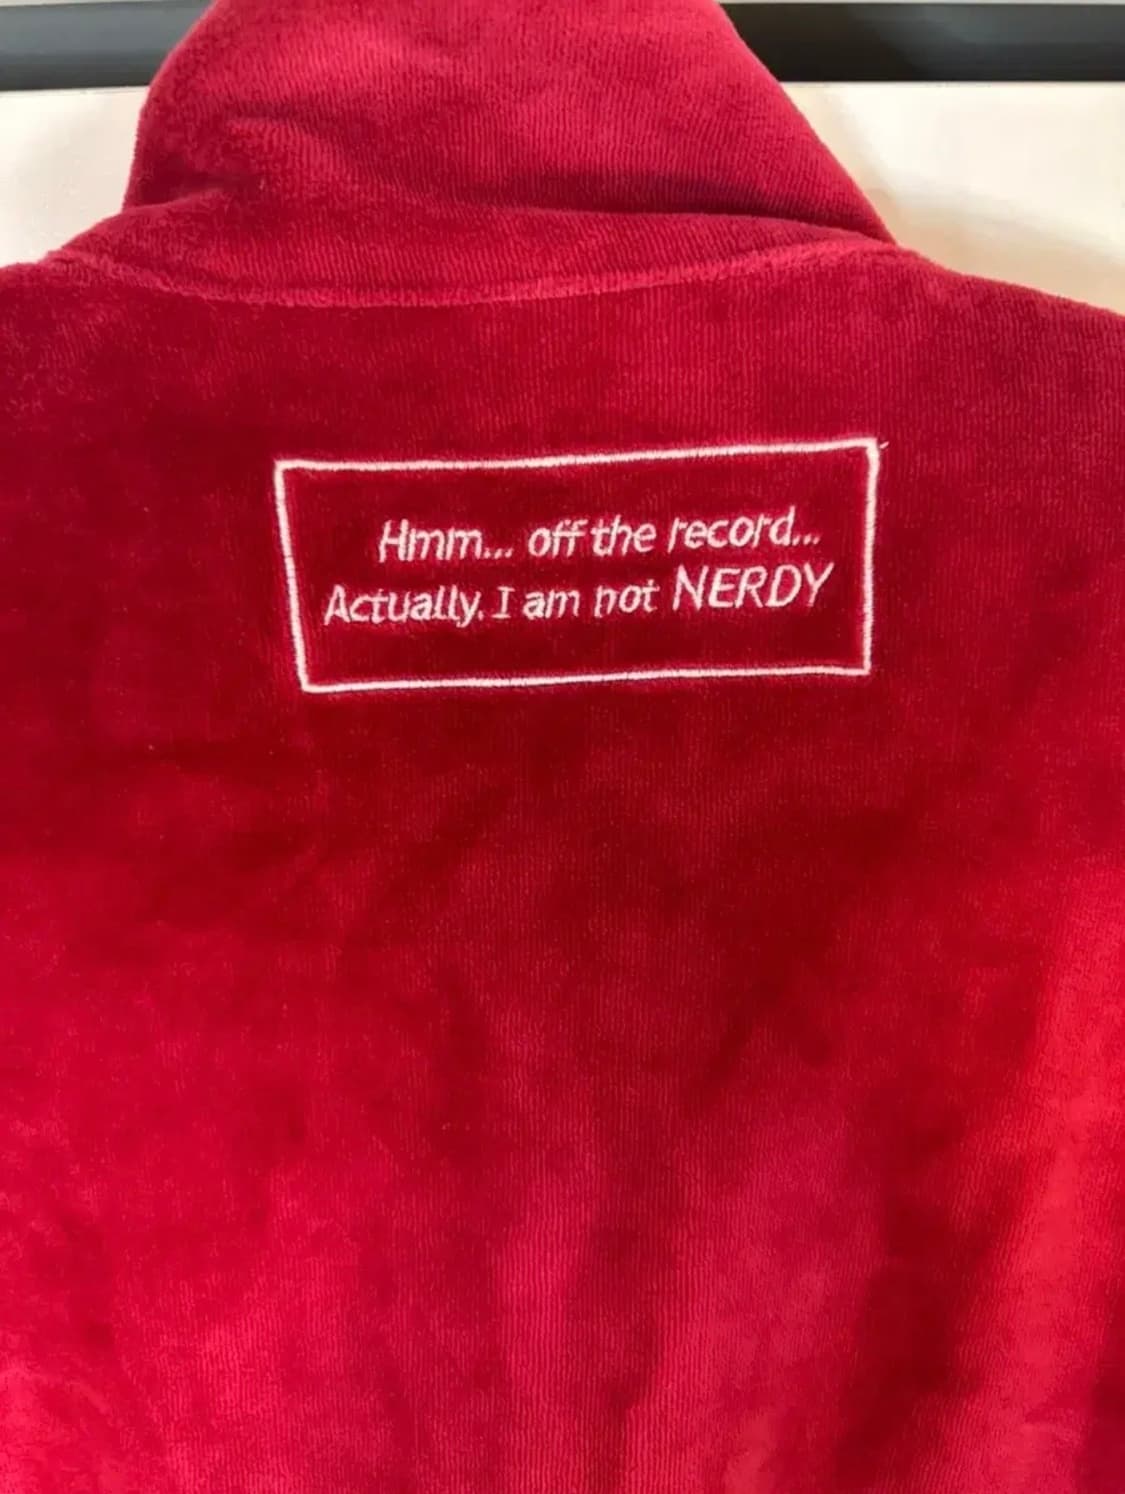 Hmm... off the record...
Actually. I am not NERDY